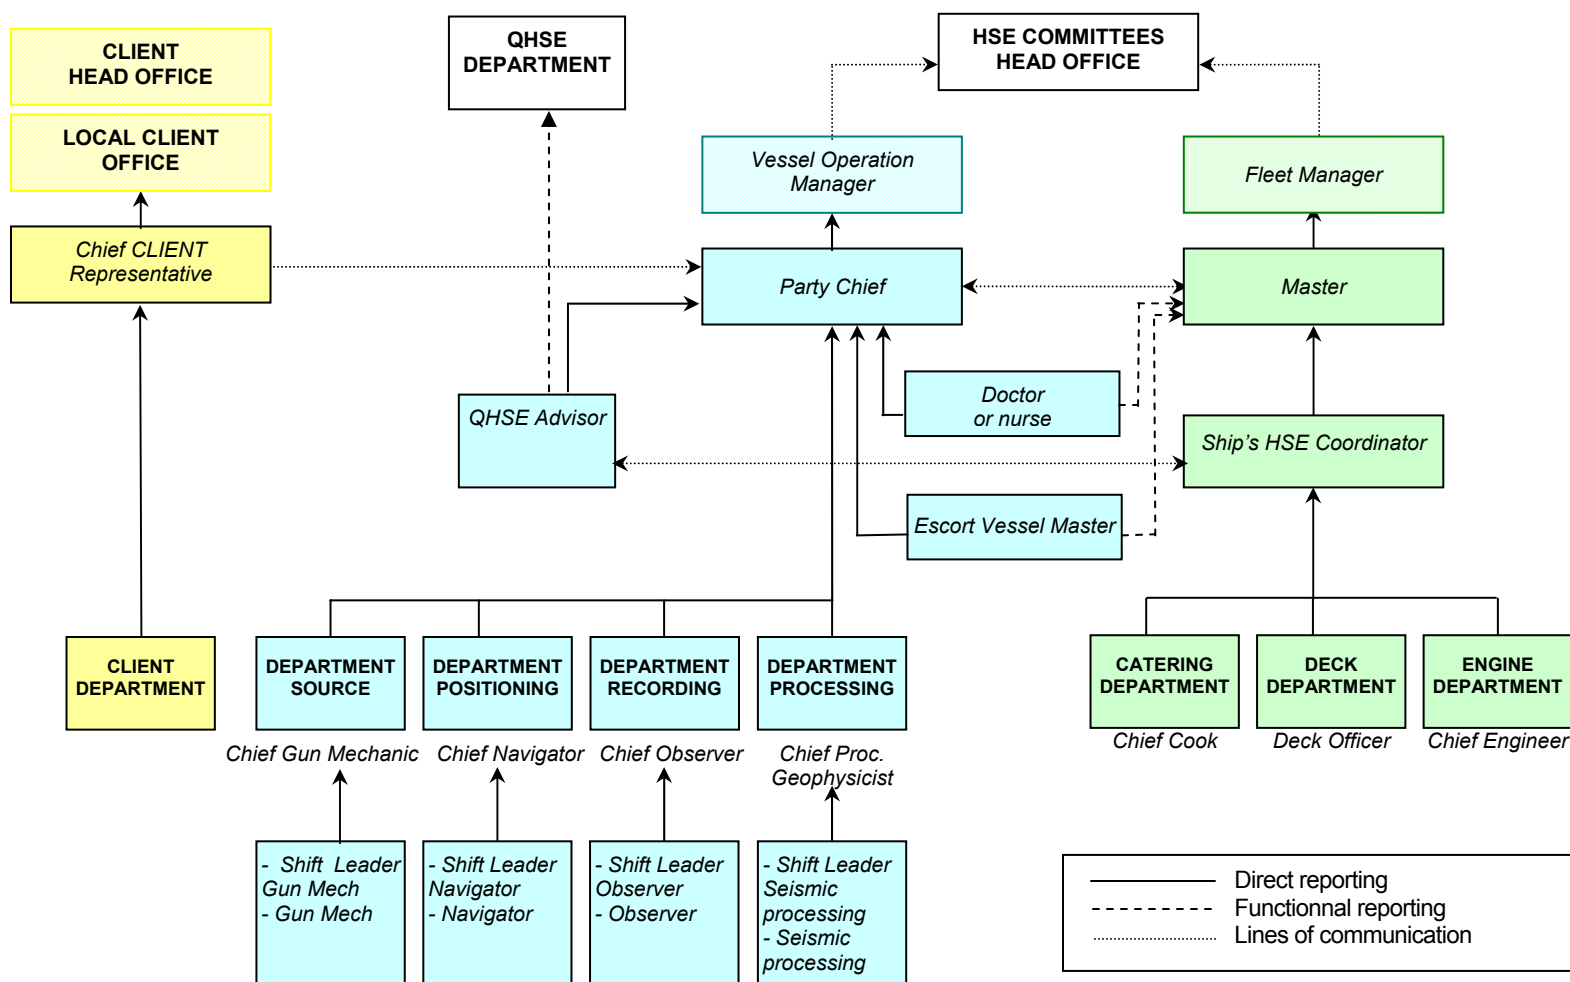 CLIENT
HEAD OFFICE
QHSE
DEPARTMENT
HSE COMMITTEES
HEAD OFFICE
LOCAL CLIENT
OFFICE
Vessel Operation
Manager
Fleet Manager
Chief CLIENT
Representative
Party Chief
Master
QHSE Advisor
Doctor
or nurse
Ship's HSE Coordinator
Escort Vessel Master
CLIENT
DEPARTMENT
DEPARTMENT
SOURCE
DEPARTMENT
POSITIONING
DEPARTMENT
RECORDING
DEPARTMENT
PROCESSING
CATERING
DEPARTMENT
DECK
DEPARTMENT
ENGINE
DEPARTMENT
Chief Gun Mechanic
Chief Navigator
Chief Observer
Chief Proc.
Geophysicist
Chief Cook
Deck Officer
Chief Engineer
- Shift Leader
Gun Mech
- Gun Mech
- Shift Leader
Navigator
- Navigator
- Shift Leader
Observer
- Observer
- Shift Leader
Seismic
processing
- Seismic
processing
Direct reporting
Functionnal reporting
Lines of communication